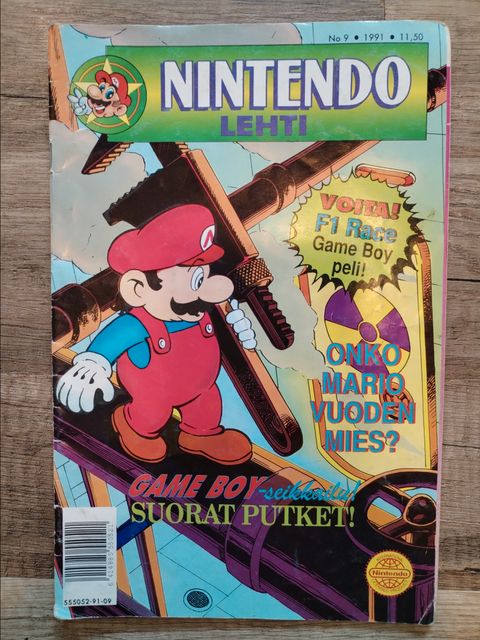 No 9 • 1991 • 11,50
NINTENDO
LEHTI
VOITA!
F1 Race
Game Boy
peli!
ONKO
MARIO
VUODEN
MIES?
GAME BOY-seikkailu!
SUORAT PUTKET!
Nintendo
555052-91-09